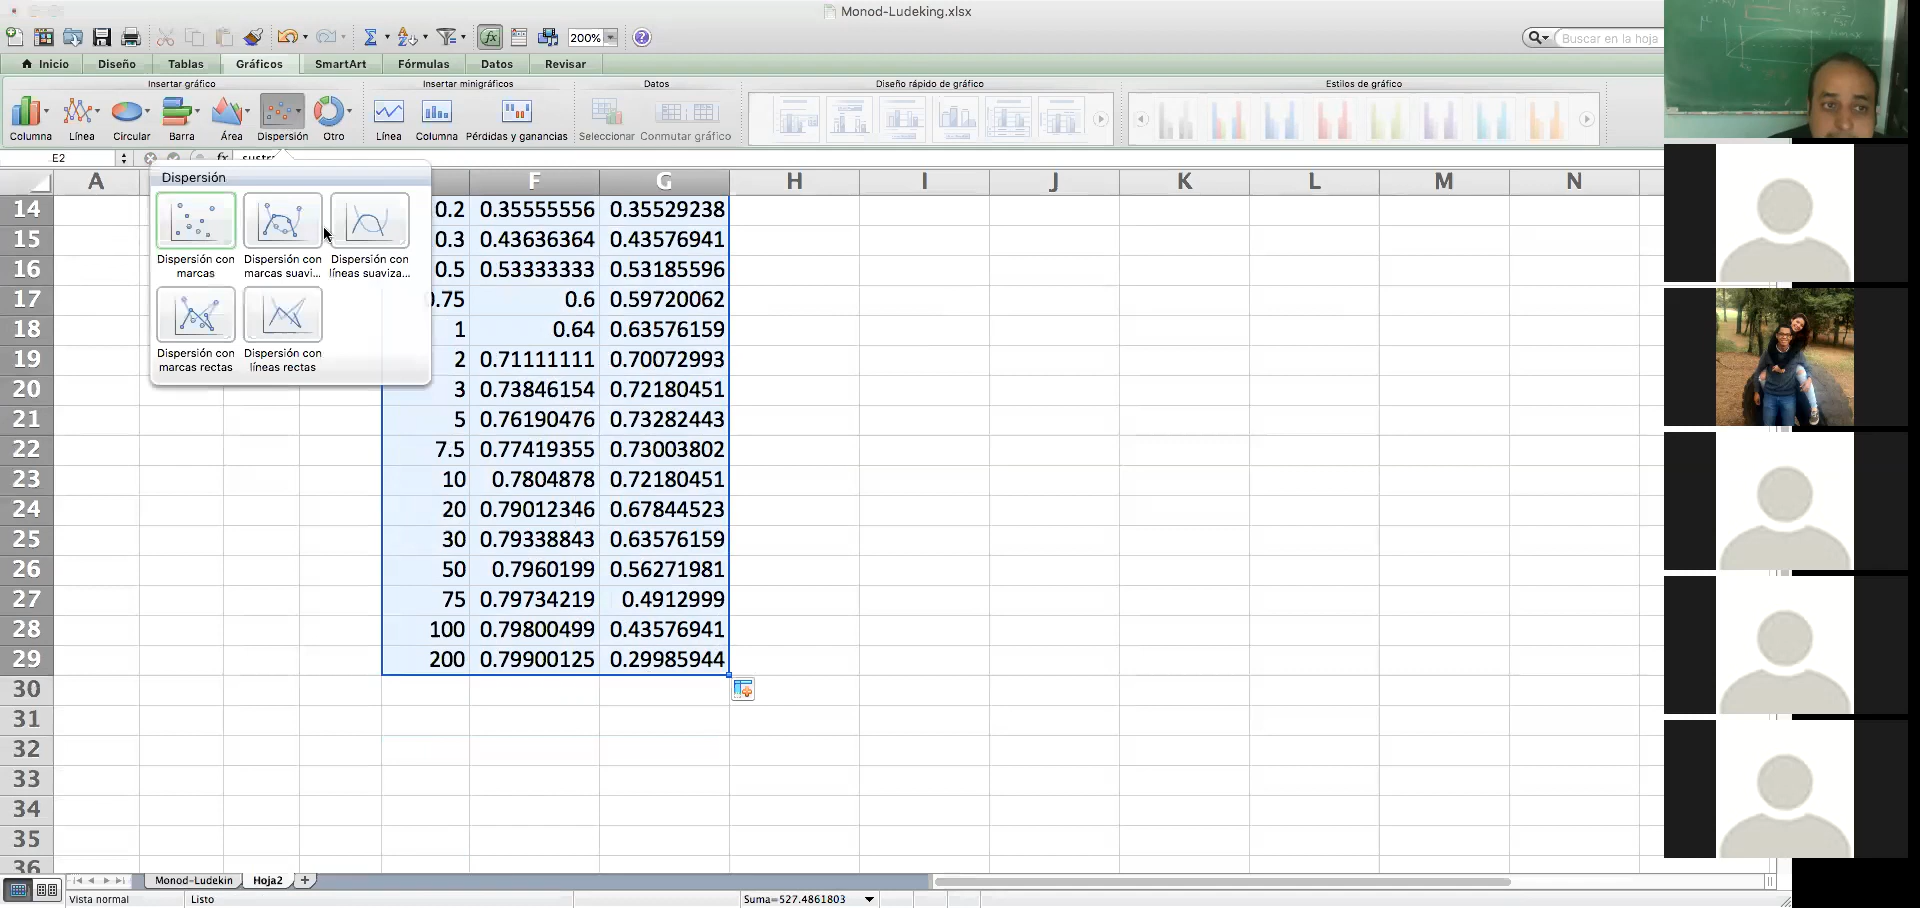 Monod-Ludeking.xlsx
200%
Buscar en la hoja
Inicio Diseño Tablas Gráficos SmartArt Fórmulas Datos Revisar
Insertar gráfico Insertar minigráficos Datos Diseño rápido de gráfico Estilos de gráfico
Columna Línea Circular Barra Área Dispersión Otro Línea Columna Pérdidas y ganancias Seleccionar Conmutar gráfico
E2 fx
Dispersión
Dispersión con marcas
Dispersión con marcas suavi...
Dispersión con líneas suaviza...
Dispersión con marcas rectas
Dispersión con líneas rectas
A F G H I J K L M N
14 0.2 0.35555556 0.35529238
15 0.3 0.43636364 0.43576941
16 0.5 0.53333333 0.53185596
17 0.75 0.6 0.59720062
18 1 0.64 0.63576159
19 2 0.71111111 0.70072993
20 3 0.73846154 0.72180451
21 5 0.76190476 0.73282443
22 7.5 0.77419355 0.73003802
23 10 0.7804878 0.72180451
24 20 0.79012346 0.67844523
25 30 0.79338843 0.63576159
26 50 0.7960199 0.56271981
27 75 0.79734219 0.4912999
28 100 0.79800499 0.43576941
29 200 0.79900125 0.29985944
30
31
32
33
34
35
36
Monod-Ludekin Hoja2
Vista normal Listo Suma=527.4861803